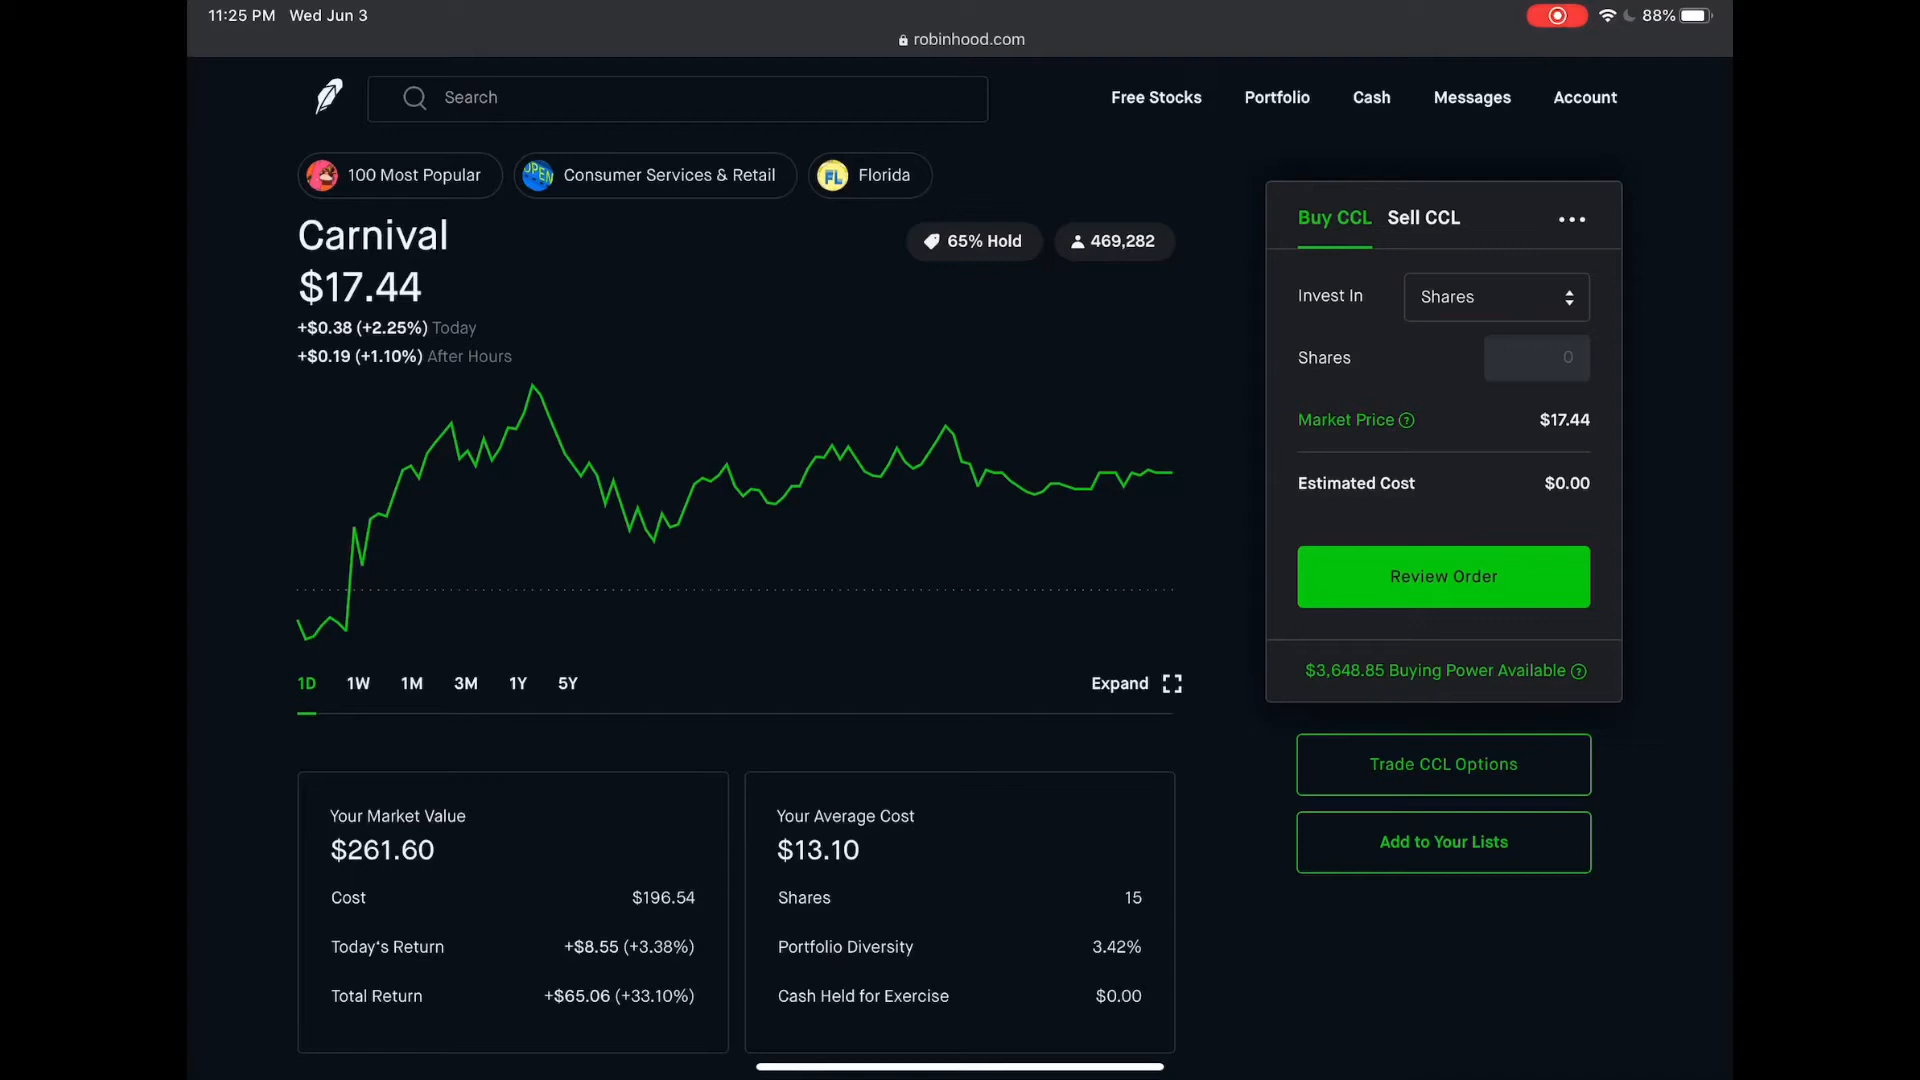 11:25 PM Wed Jun 3
88%
robinhood.com
Search
Free Stocks Portfolio Cash Messages Account
100 Most Popular
OPEN
Consumer Services & Retail
FL
Florida
Carnival
65% Hold
469,282
$17.44
+$0.38 (+2.25%) Today
+$0.19 (+1.10%) After Hours
1D 1W 1M 3M 1Y 5Y
Expand
Your Market Value
$261.60
Cost $196.54
Today's Return +$8.55 (+3.38%)
Total Return +$65.06 (+33.10%)
Your Average Cost
$13.10
Shares 15
Portfolio Diversity 3.42%
Cash Held for Exercise $0.00
Buy CCL Sell CCL
Invest In Shares
Shares 0
Market Price ? $17.44
Estimated Cost $0.00
Review Order
$3,648.85 Buying Power Available ?
Trade CCL Options
Add to Your Lists